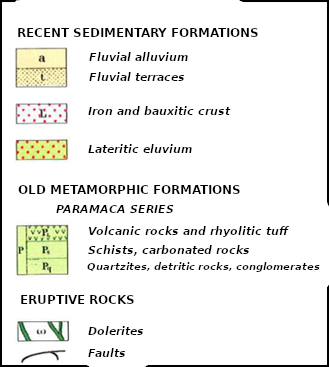 RECENT SEDIMENTARY FORMATIONS
a Fluvial alluvium
t Fluvial terraces
L Iron and bauxitic crust
Lateritic eluvium
OLD METAMORPHIC FORMATIONS
PARAMACA SERIES
Volcanic rocks and rhyolitic tuff
P Schists, carbonated rocks
Pq Quartzites, detritic rocks, conglomerates
ERUPTIVE ROCKS
ω Dolerites
Faults